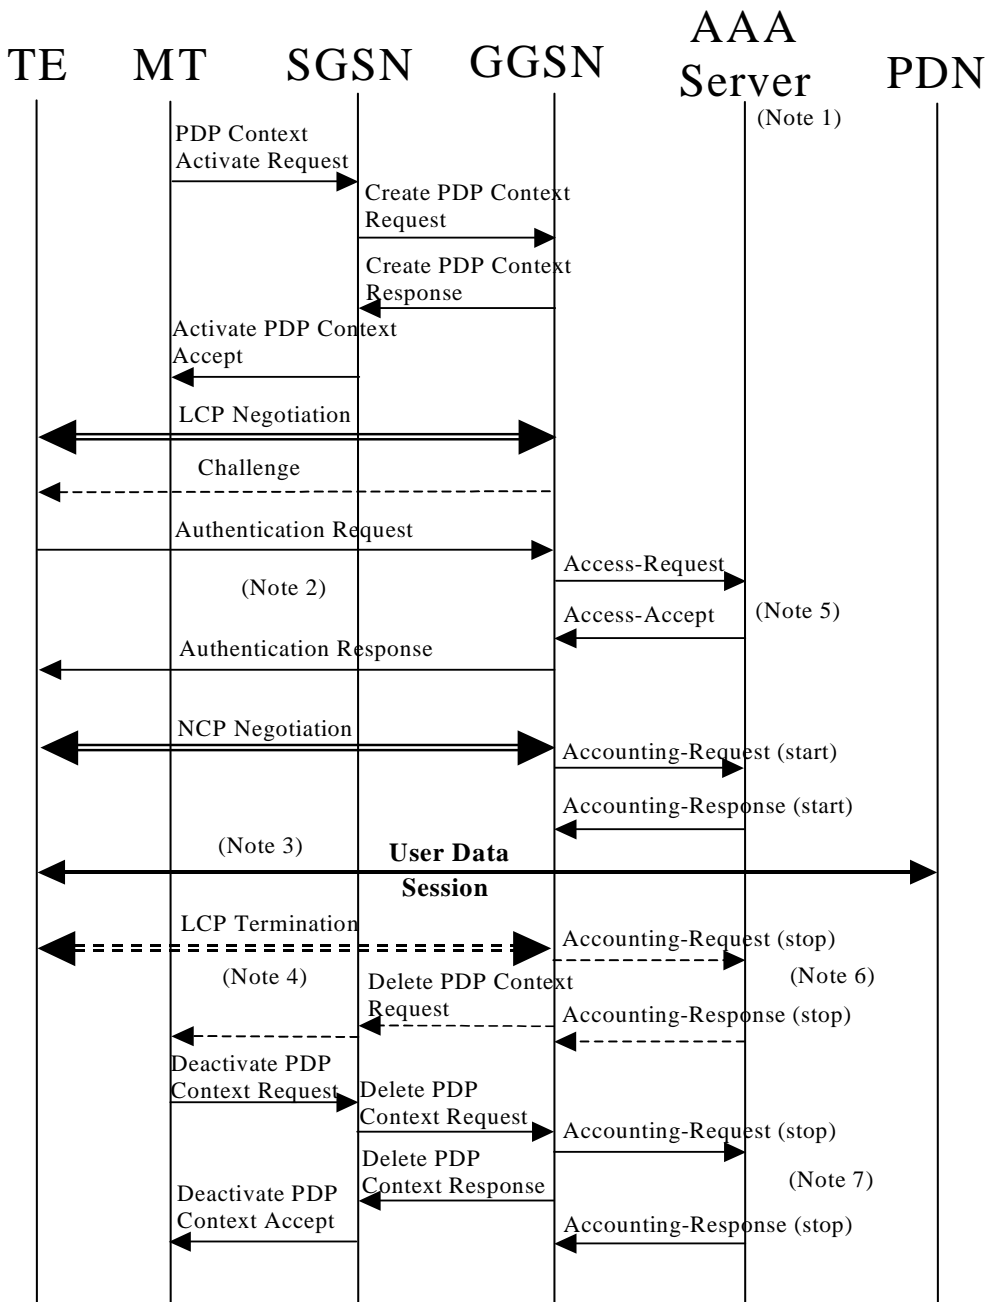 TE
MT
SGSN
GGSN
AAA
Server
PDN
(Note 1)
PDP Context
Activate Request
Create PDP Context
Request
Create PDP Context
Response
Activate PDP Context
Accept
LCP Negotiation
Challenge
Authentication Request
Access-Request
(Note 2)
Access-Accept
(Note 5)
Authentication Response
NCP Negotiation
Accounting-Request (start)
Accounting-Response (start)
(Note 3)
User Data
Session
LCP Termination
Accounting-Request (stop)
(Note 4)
(Note 6)
Delete PDP Context
Request
Accounting-Response (stop)
Deactivate PDP
Context Request
Delete PDP
Context Request
Accounting-Request (stop)
Delete PDP
Context Response
(Note 7)
Deactivate PDP
Context Accept
Accounting-Response (stop)